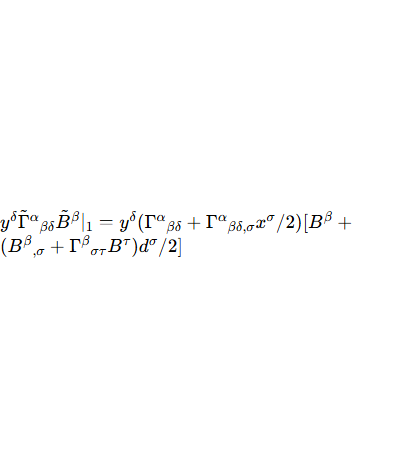 y^δ Γ̃^α_{βδ} B̃^β|_1 = y^δ(Γ^α_{βδ} + Γ^α_{βδ,σ}x^σ/2)[B^β +
(B^β_{,σ} + Γ^β_{στ}B^τ)d^σ/2]